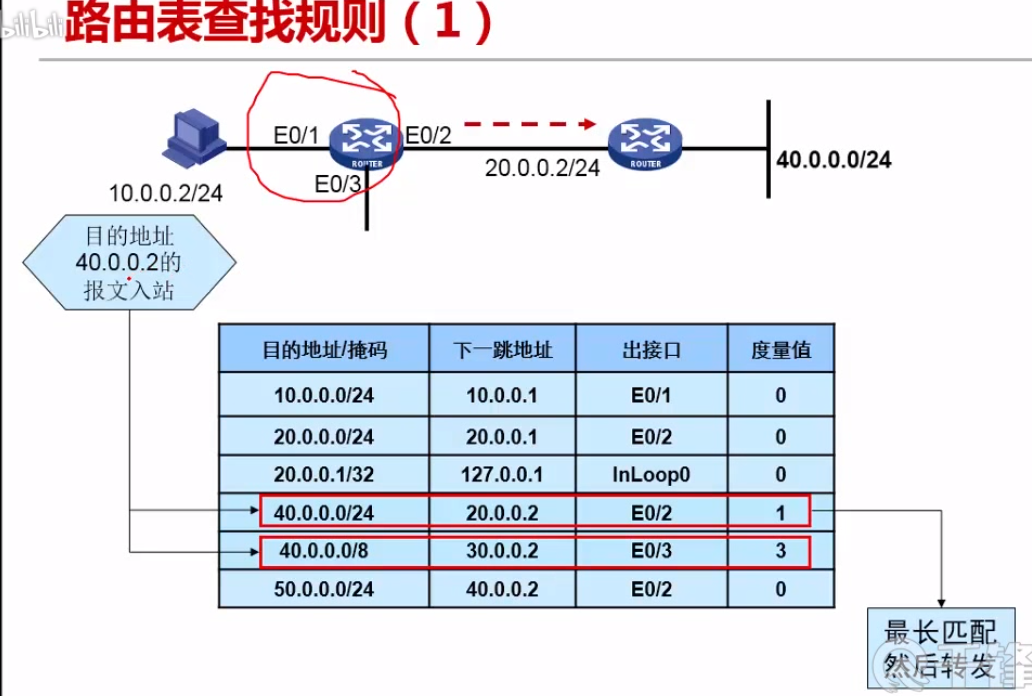 bilibili
路由表查找规则（1）
E0/1
E0/2
ROUTER
E0/3
20.0.0.2/24
ROUTER
40.0.0.0/24
10.0.0.2/24
目的地址
40.0.0.2的
报文入站
目的地址/掩码 下一跳地址 出接口 度量值
10.0.0.0/24 10.0.0.1 E0/1 0
20.0.0.0/24 20.0.0.1 E0/2 0
20.0.0.1/32 127.0.0.1 InLoop0 0
40.0.0.0/24 20.0.0.2 E0/2 1
40.0.0.0/8 30.0.0.2 E0/3 3
50.0.0.0/24 40.0.0.2 E0/2 0
最长匹配
然后转发